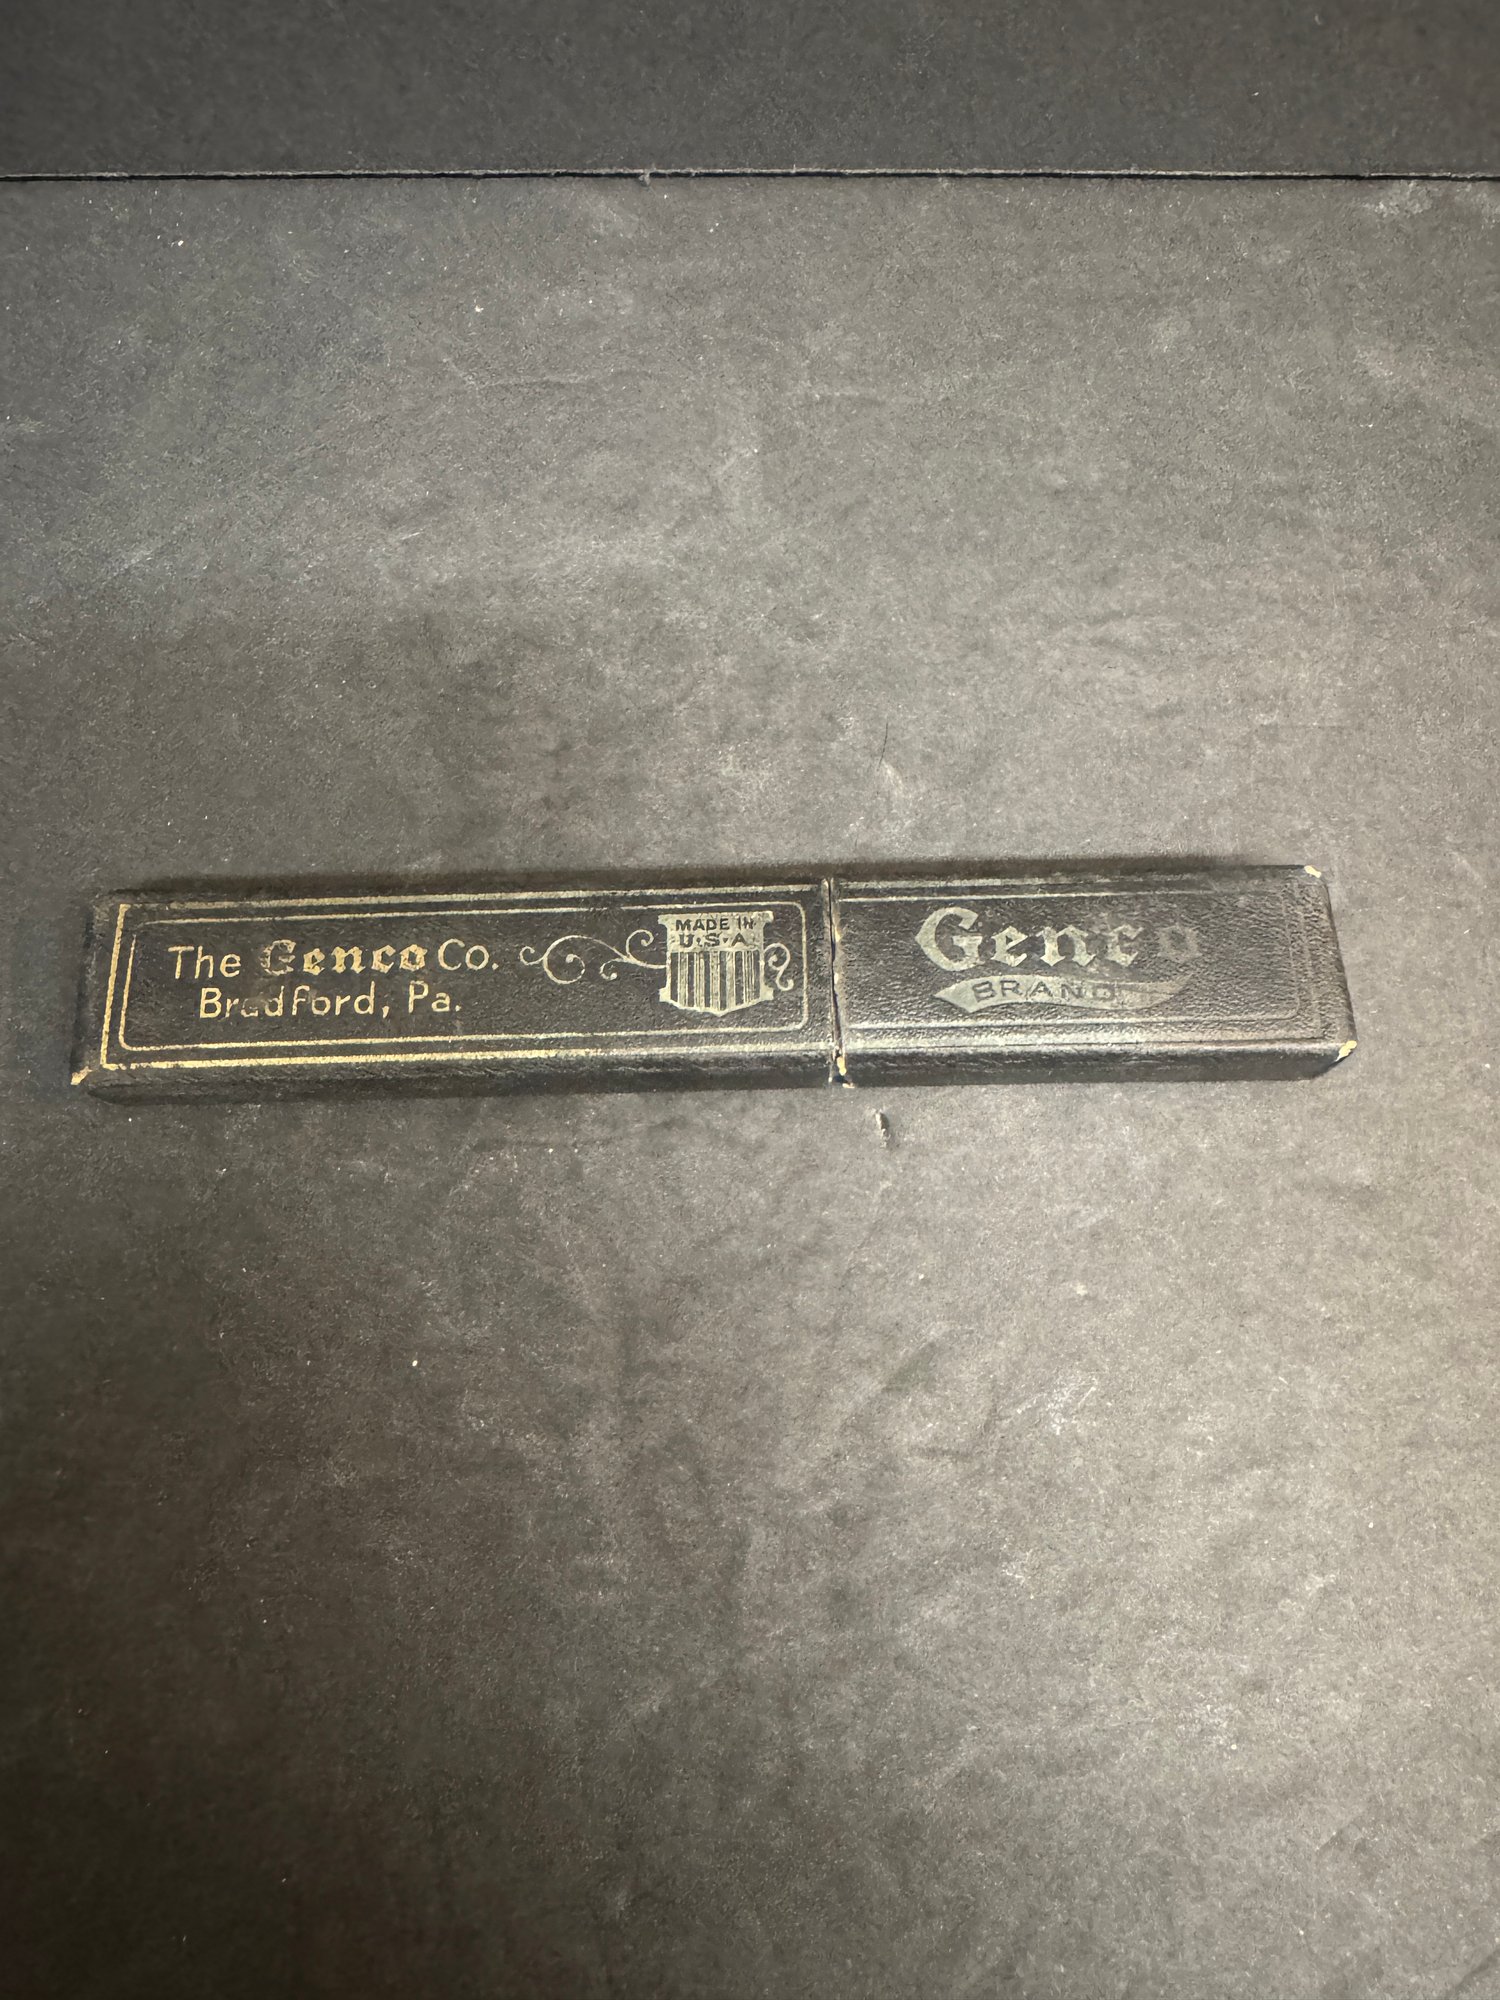 The Genco Co.
Bradford, Pa.
MADE IN
U.S.A
Genco
BRAND